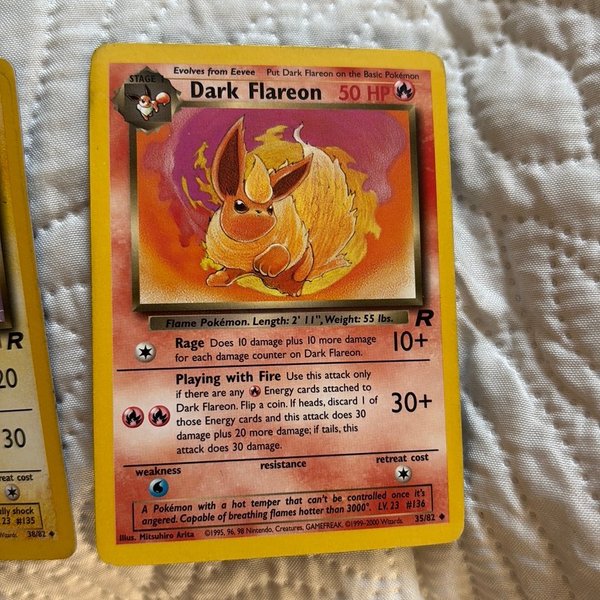 Evolves from Eevee Put Dark Flareon on the Basic Pokémon
STAGE 1
Dark Flareon 50 HP
Flame Pokémon. Length: 2' 11", Weight: 55 lbs.
R
Rage Does 10 damage plus 10 more damage
for each damage counter on Dark Flareon.
10+
Playing with Fire Use this attack only
if there are any Energy cards attached to
Dark Flareon. Flip a coin. If heads, discard 1 of
those Energy cards and this attack does 30
damage plus 20 more damage; if tails, this
attack does 30 damage.
30+
weakness resistance retreat cost
A Pokémon with a hot temper that can't be controlled once it's
angered. Capable of breathing flames hotter than 3000°. LV. 23 #136
Illus. Mitsuhiro Arita ©1995, 96, 98 Nintendo, Creatures, GAMEFREAK. ©1999-2000 Wizards. 35/82
R
20
30
reat cost
lly shock
23 #135
Wizards. 38/82